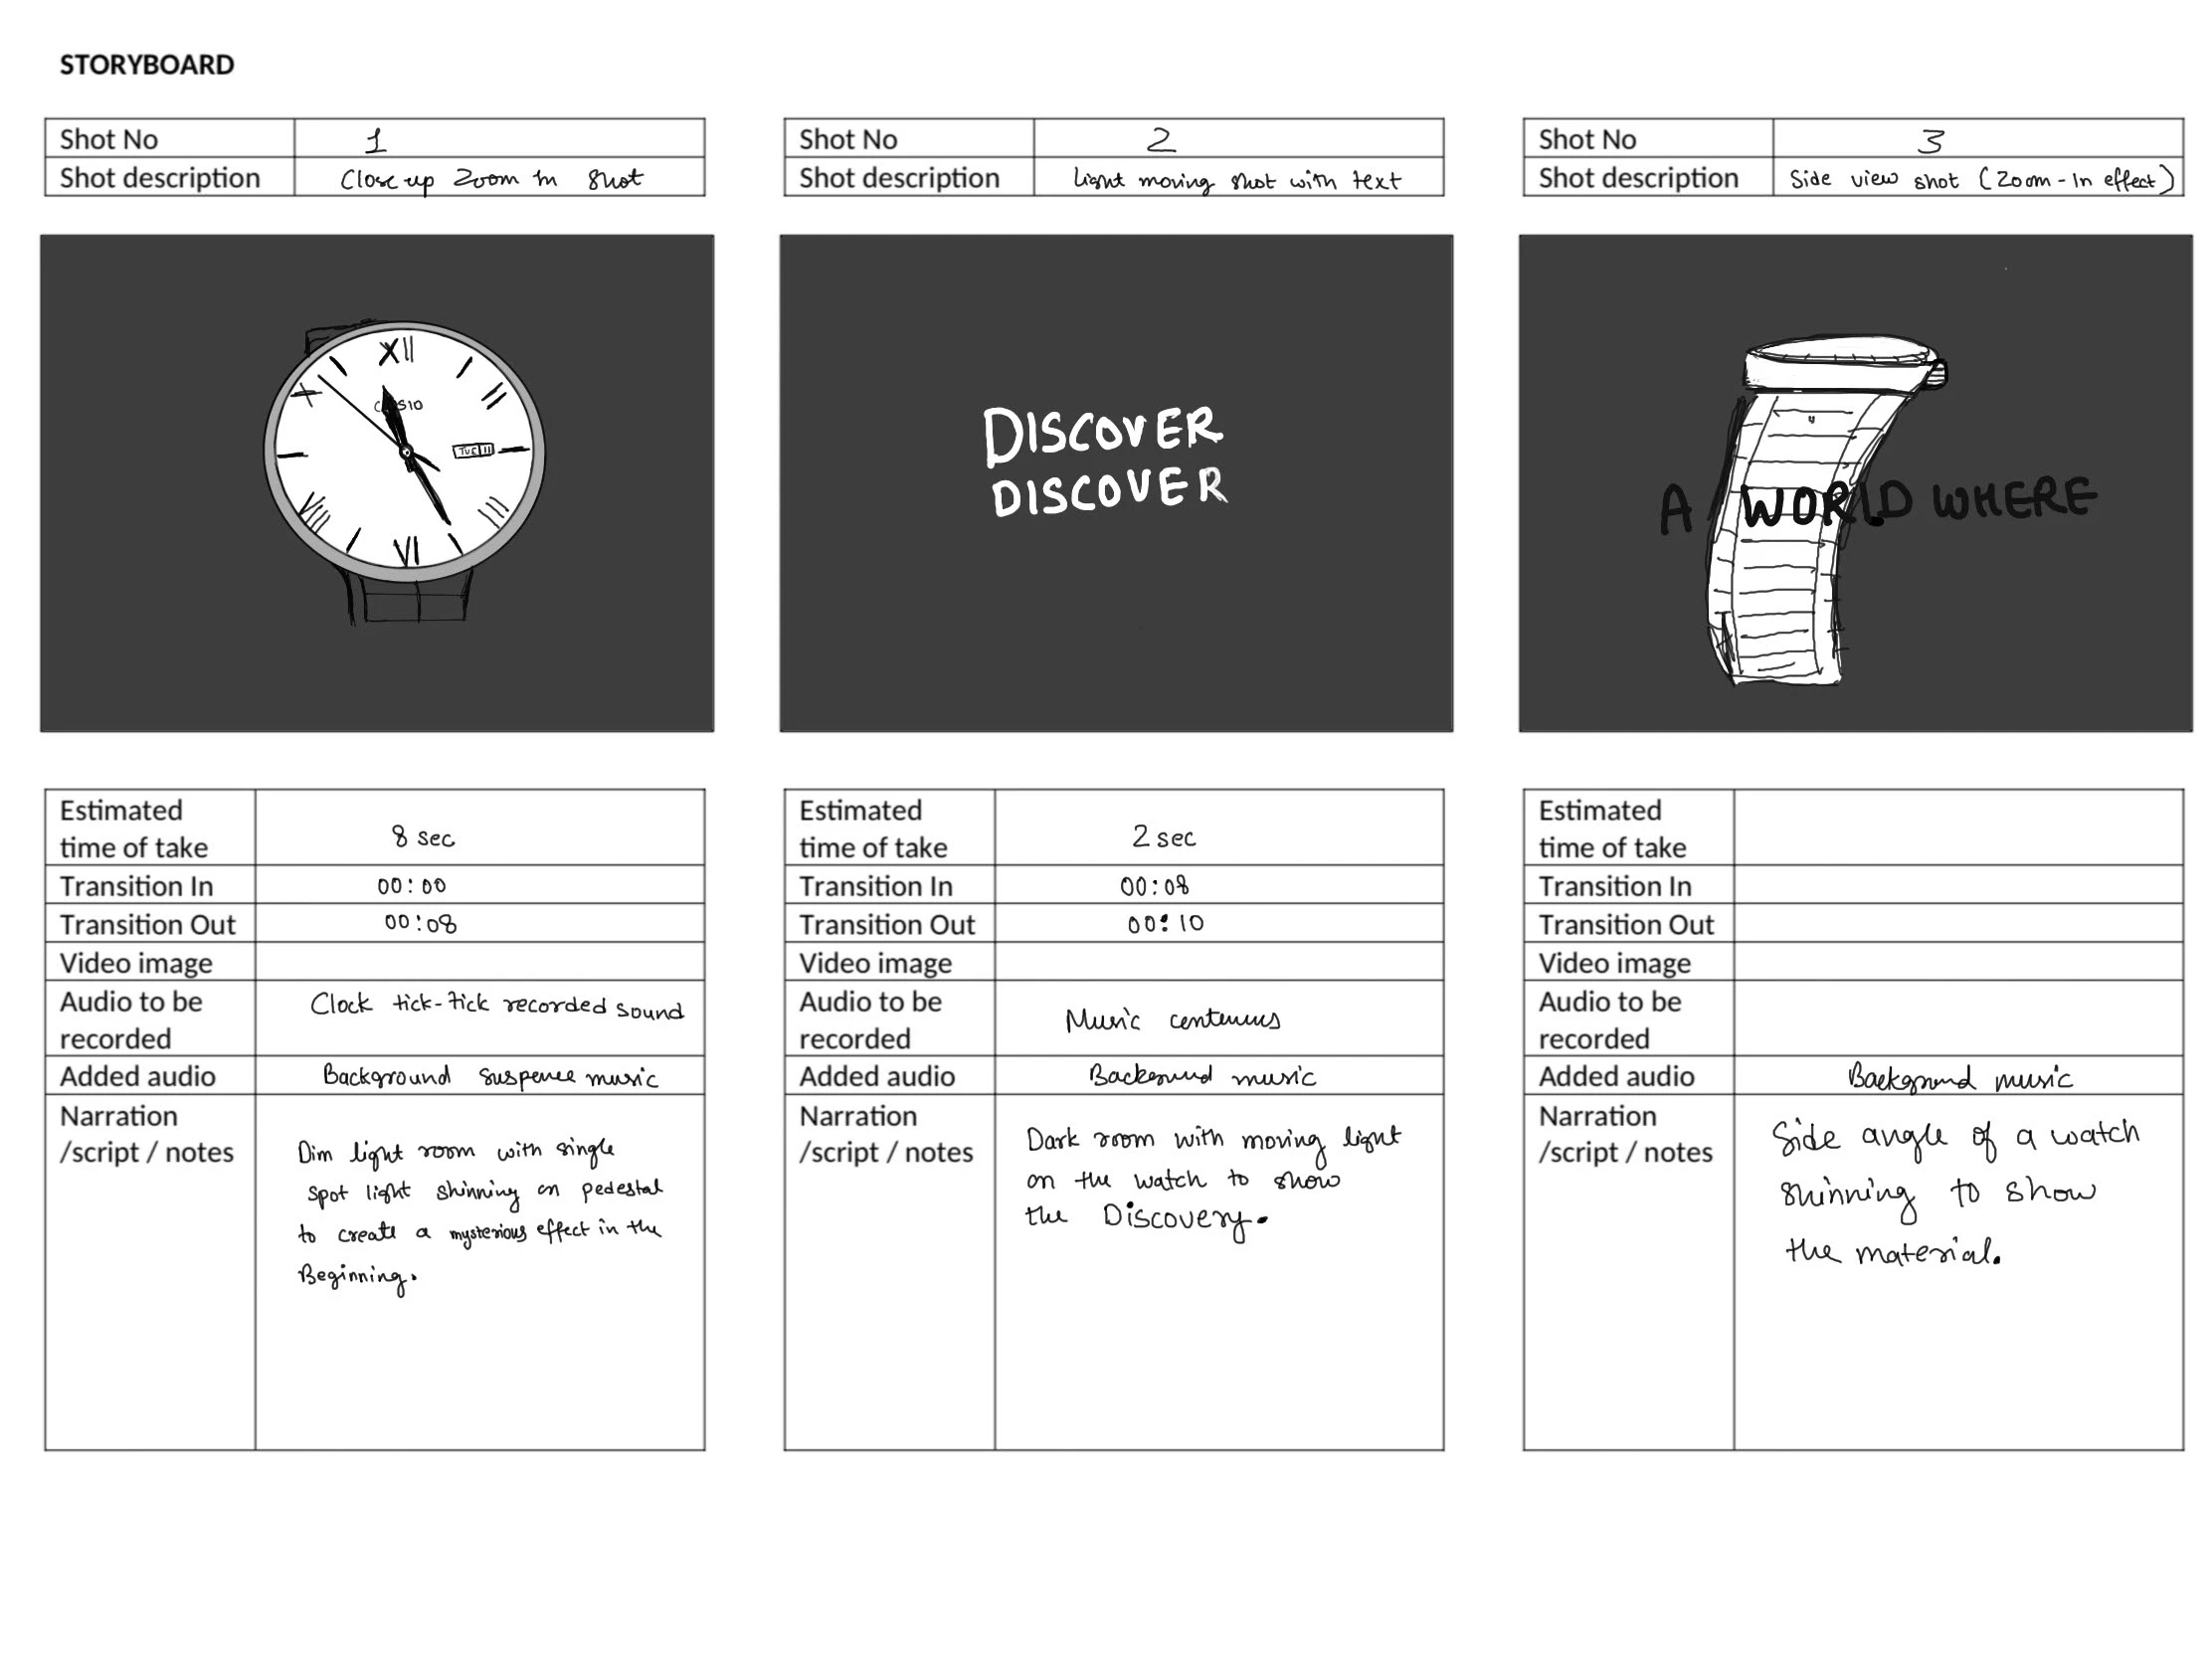 STORYBOARD
Shot No 1
Shot description Close up Zoom In Shot
XII
CASIO
TUE 11
VI
Estimated
time of take 8 sec
Transition In 00:00
Transition Out 00:08
Video image
Audio to be
recorded Clock tick-tick recorded sound
Added audio Background suspence music
Narration
/script / notes
Dim light room with single
spot light shinning on pedestal
to create a mysterious effect in the
Beginning.
Shot No 2
Shot description Light moving shot with text
DISCOVER
DISCOVER
Estimated
time of take 2 sec
Transition In 00:08
Transition Out 00:10
Video image
Audio to be
recorded Music
Added audio music
Narration
/script / notes
Dark room with moving light
on the watch to show
the Discovery.
Shot No 3
Shot description Side view shot (Zoom-In effect)
A WORLD WHERE
Estimated
time of take
Transition In
Transition Out
Video image
Audio to be
recorded
Added audio Background music
Narration
/script / notes
Side angle of a watch
shinning to show
the material.